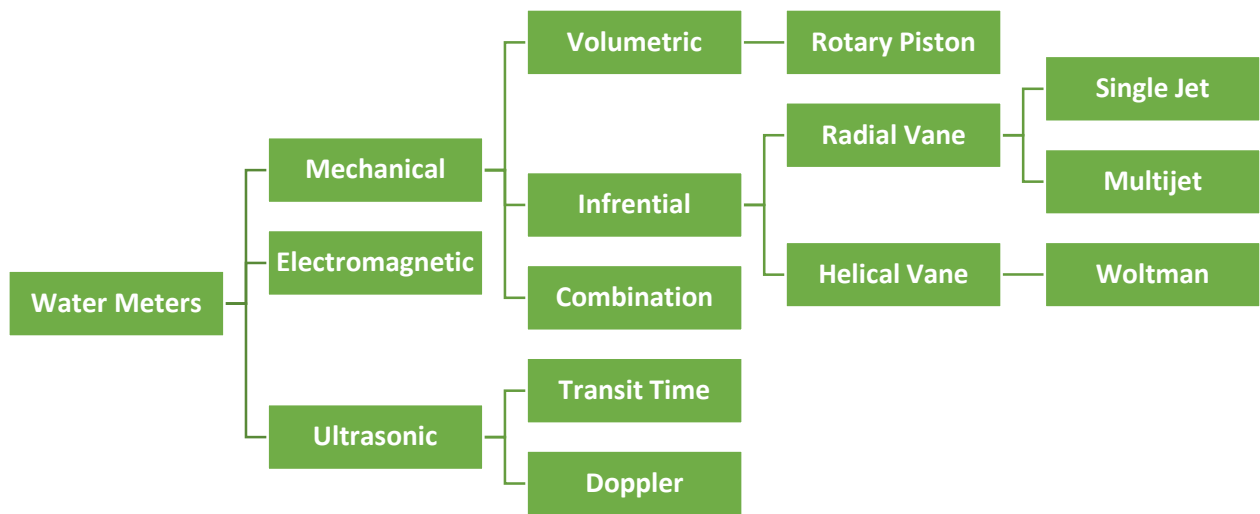 Volumetric
Rotary Piston
Single Jet
Radial Vane
Mechanical
Multijet
Infrential
Electromagnetic
Helical Vane
Woltman
Water Meters
Combination
Transit Time
Ultrasonic
Doppler